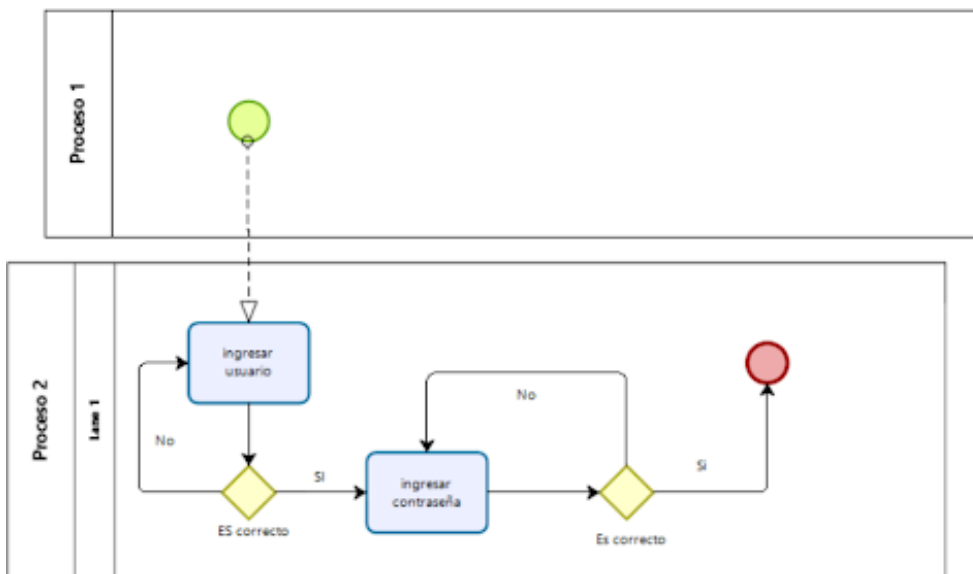 Proceso 1
Proceso 2
Lane 1
ingresar
usuario
No
SI
ES correcto
ingresar
contraseña
No
Si
Es correcto